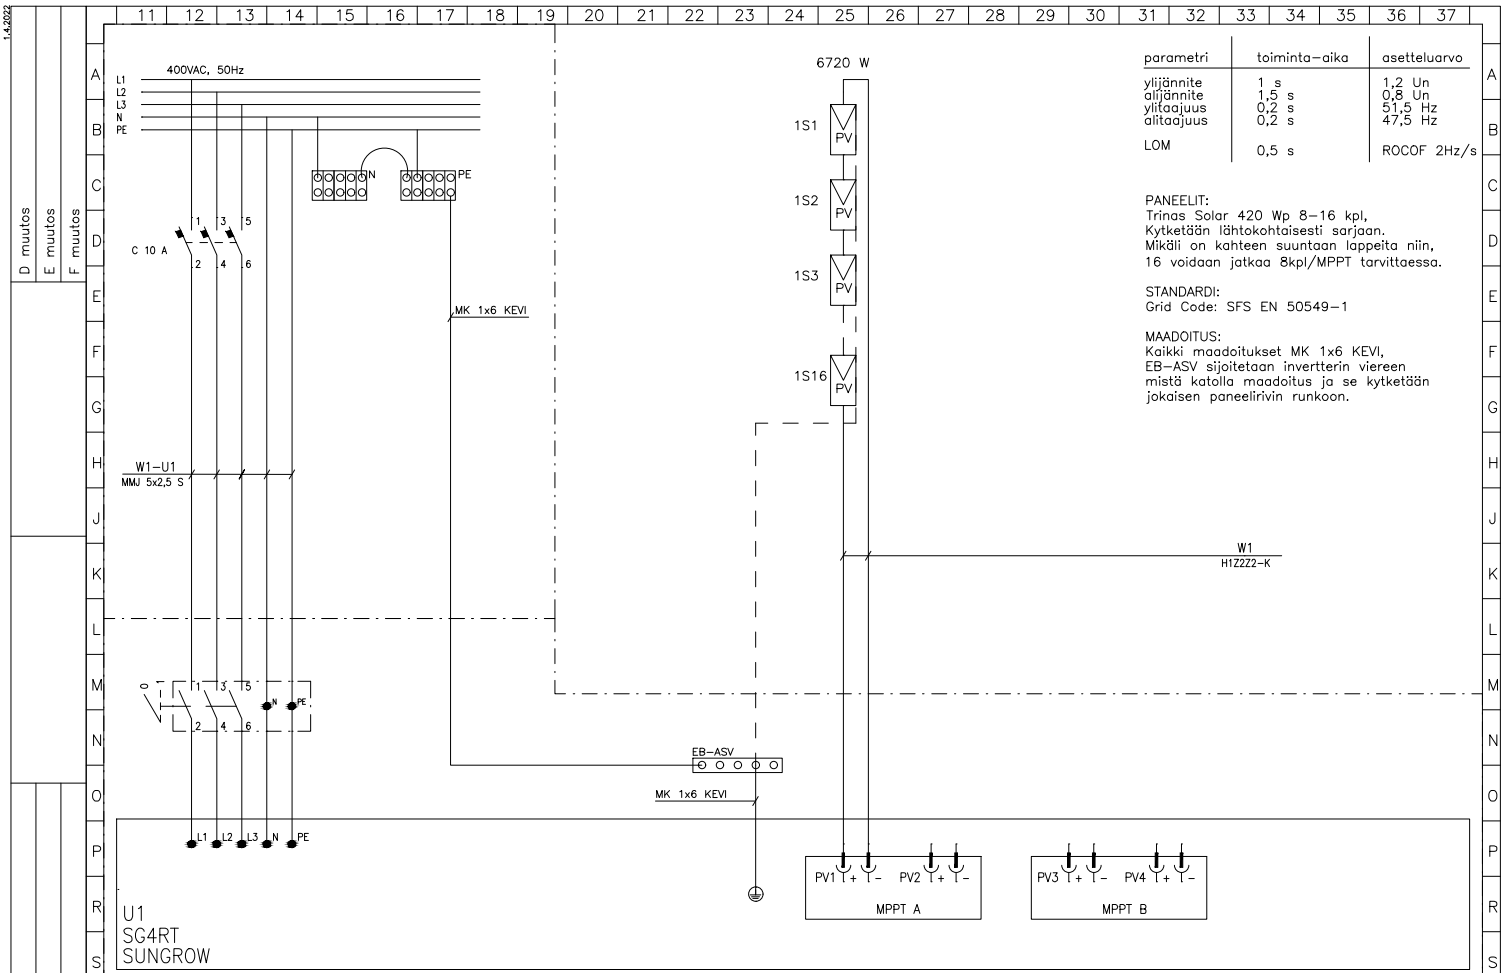 1.4.2022
11 12 13 14 15 16 17 18 19 20 21 22 23 24 25 26 27 28 29 30 31 32 33 34 35 36 37
A
B
C
D
E
F
G
H
J
K
L
M
N
O
P
R
S
D muutos
E muutos
F muutos
400VAC, 50Hz
L1
L2
L3
N
PE
N
PE
1 3 5
C 10 A
2 4 6
MK 1x6 KEVI
W1-U1
MMJ 5x2,5 S
0 1
1 3 5
N PE
2 4 6
L1 L2 L3 N PE
U1
SG4RT
SUNGROW
EB-ASV
MK 1x6 KEVI
6720 W
1S1
PV
1S2
PV
1S3
PV
1S16
PV
W1
H1Z2Z2-K
PV1 + - PV2 + -
MPPT A
PV3 + - PV4 + -
MPPT B
parametri toiminta-aika asetteluarvo
ylijännite 1 s 1,2 Un
alijännite 1,5 s 0,8 Un
ylitaajuus 0,2 s 51,5 Hz
alitaajuus 0,2 s 47,5 Hz
LOM 0,5 s ROCOF 2Hz/s
PANEELIT:
Trinas Solar 420 Wp 8-16 kpl,
Kytketään lähtokohtaisesti sarjaan.
Mikäli on kahteen suuntaan lappeita niin,
16 voidaan jatkaa 8kpl/MPPT tarvittaessa.
STANDARDI:
Grid Code: SFS EN 50549-1
MAADOITUS:
Kaikki maadoitukset MK 1x6 KEVI,
EB-ASV sijoitetaan invertterin viereen
mistä katolla maadoitus ja se kytketään
jokaisen paneelirivin runkoon.
A
B
C
D
E
F
G
H
J
K
L
M
N
O
P
R
S